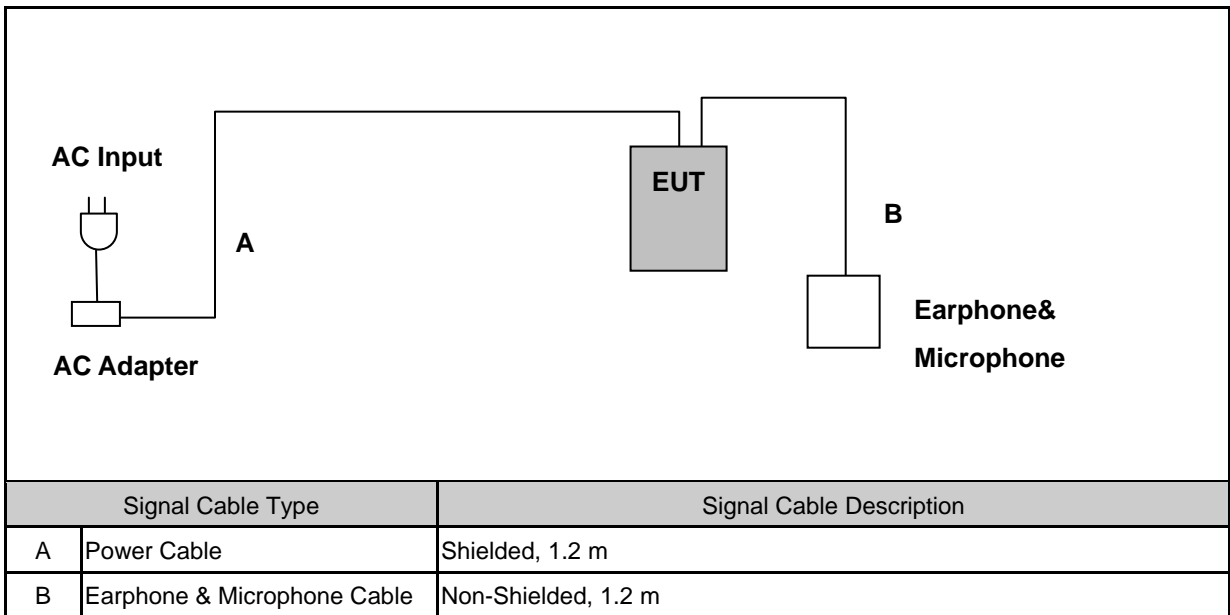 AC Input
EUT
A
B
Earphone&
Microphone
AC Adapter
Signal Cable Type Signal Cable Description
A Power Cable Shielded, 1.2 m
B Earphone & Microphone Cable Non-Shielded, 1.2 m